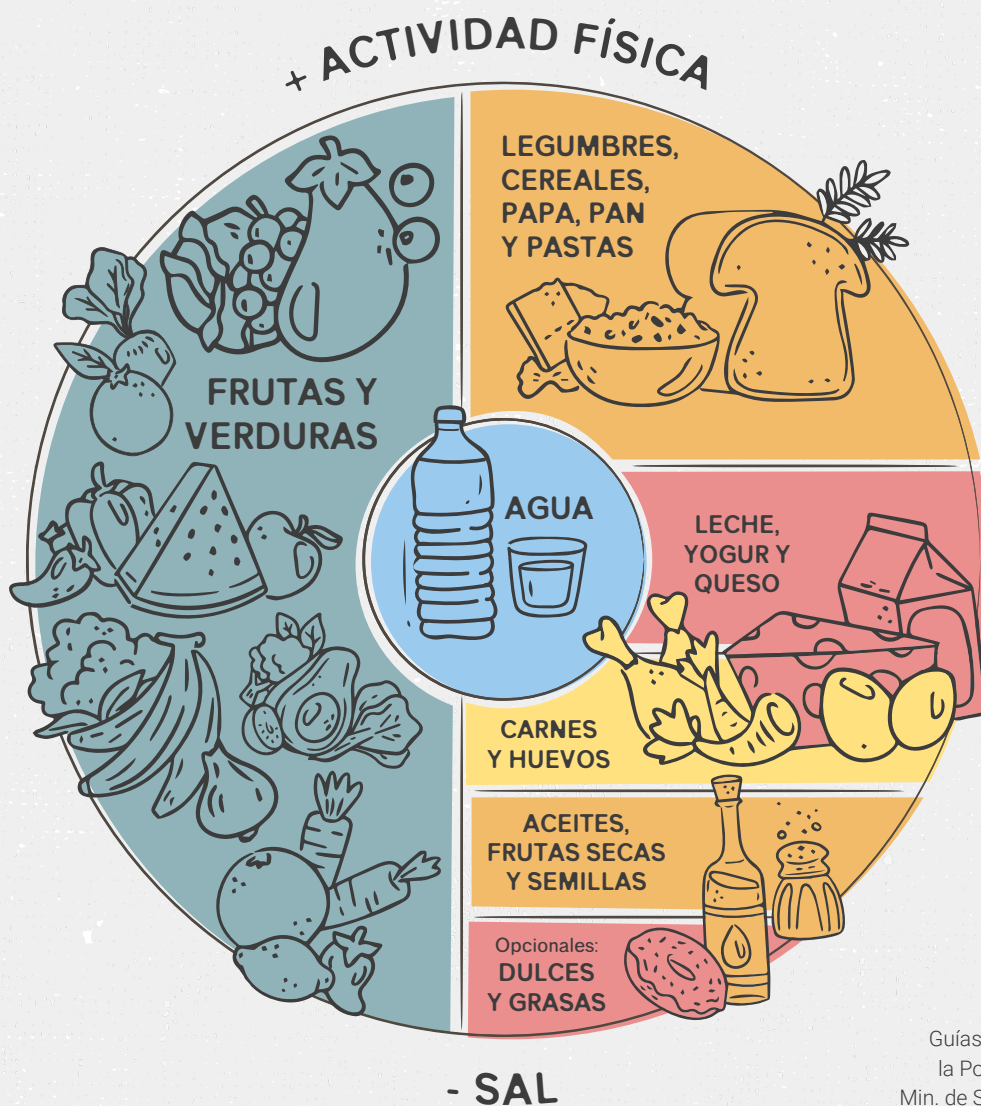 + ACTIVIDAD FÍSICA
LEGUMBRES,
CEREALES,
PAPA, PAN
Y PASTAS
FRUTAS Y
VERDURAS
AGUA
LECHE,
YOGUR Y
QUESO
CARNES
Y HUEVOS
ACEITES,
FRUTAS SECAS
Y SEMILLAS
Opcionales:
DULCES
Y GRASAS
- SAL
Guías
la Po
Min. de S